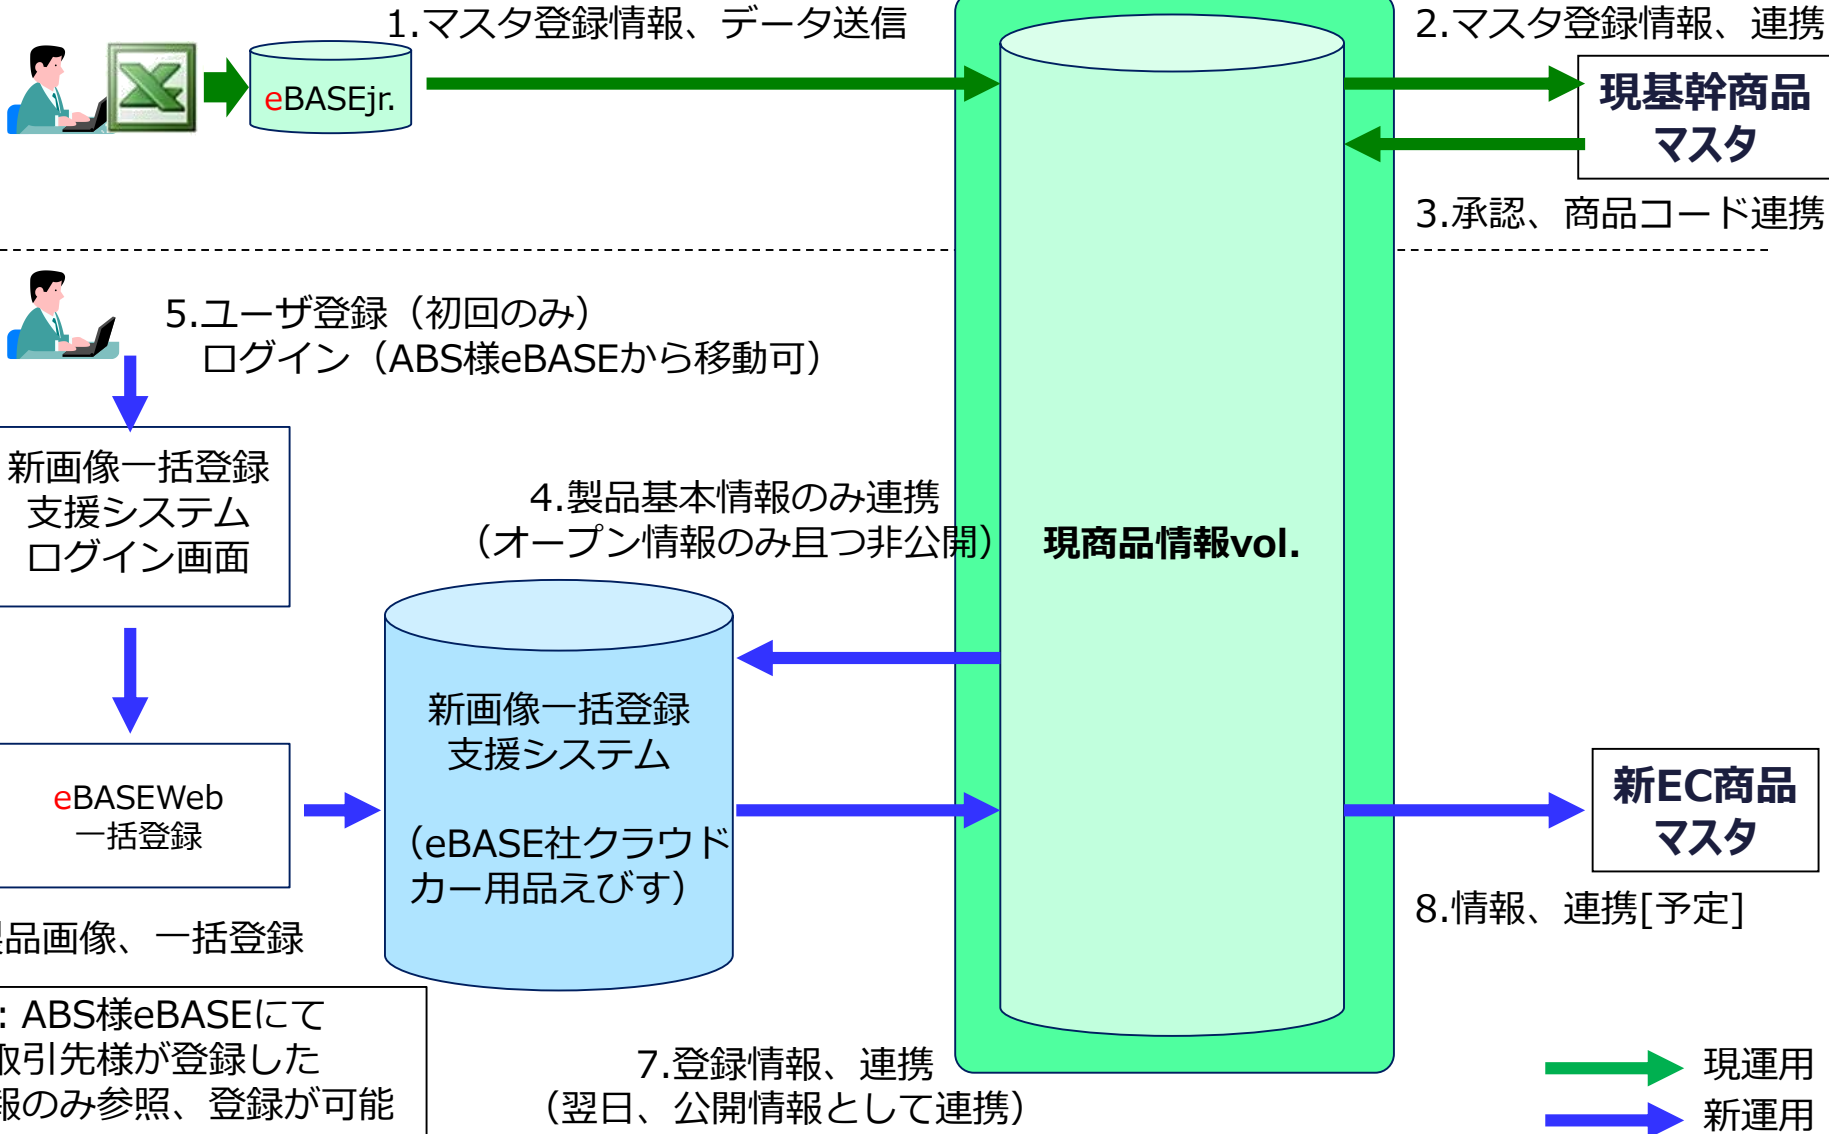 1.マスタ登録情報、データ送信
2.マスタ登録情報、連携
eBASEjr.
現基幹商品
マスタ
3.承認、商品コード連携
5.ユーザ登録（初回のみ）
ログイン（ABS様eBASEから移動可）
新画像一括登録
支援システム
ログイン画面
4.製品基本情報のみ連携
（オープン情報のみ且つ非公開）
現商品情報vol.
新画像一括登録
支援システム
（eBASE社クラウド
カー用品えびす）
eBASEWeb
一括登録
新EC商品
マスタ
8.情報、連携[予定]
品画像、一括登録
: ABS様eBASEにて
取引先様が登録した
報のみ参照、登録が可能
7.登録情報、連携
（翌日、公開情報として連携）
現運用
新運用